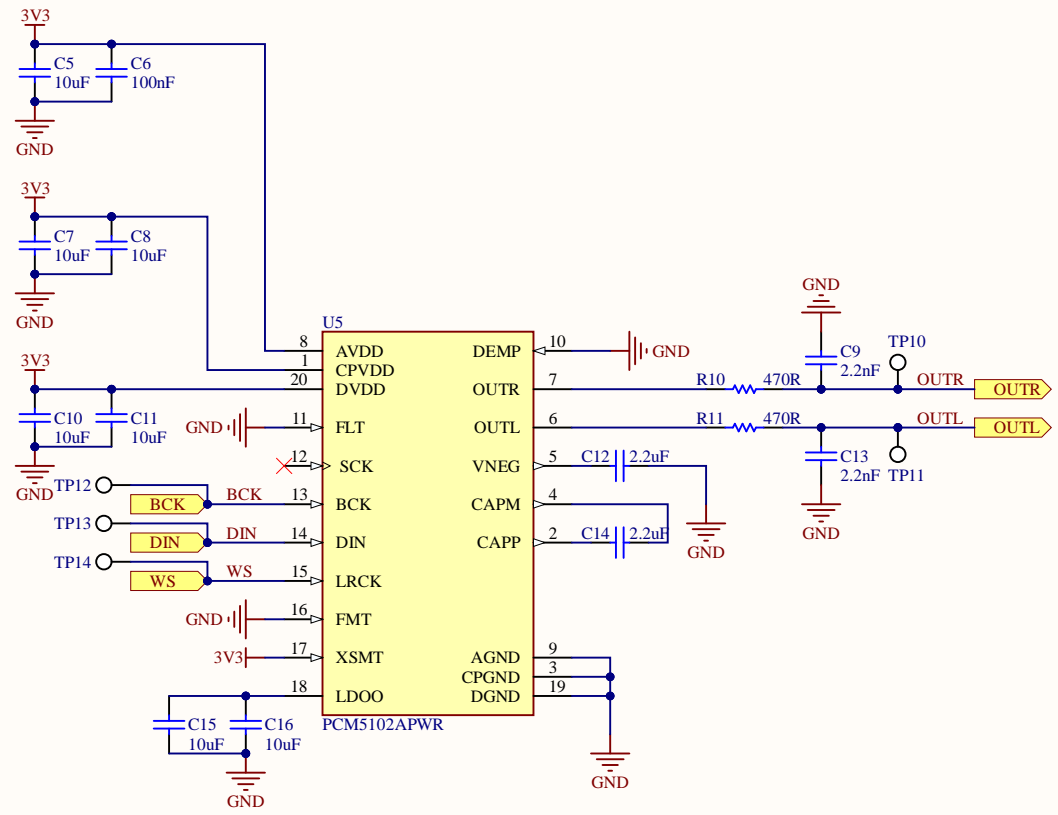 3V3
C5
10uF
C6
100nF
GND
3V3
C7
10uF
C8
10uF
GND
3V3
C10
10uF
C11
10uF
GND
U5
8 AVDD
1 CPVDD
20 DVDD
GND 11 FLT
12 SCK
TP12
BCK BCK 13 BCK
TP13
DIN DIN 14 DIN
TP14
WS WS 15 LRCK
GND 16 FMT
3V3 17 XSMT
18 LDOO
C15
10uF
C16
10uF
GND
PCM5102APWR
DEMP 10 GND
OUTR 7 R10 470R
OUTL 6 R11 470R
VNEG 5 C12 2.2uF
CAPM 4
CAPP 2 C14 2.2uF
GND
AGND 9
CPGND 3
DGND 19
GND
GND
C9
2.2nF
TP10
OUTR OUTR
OUTL OUTL
C13
2.2nF
TP11
GND